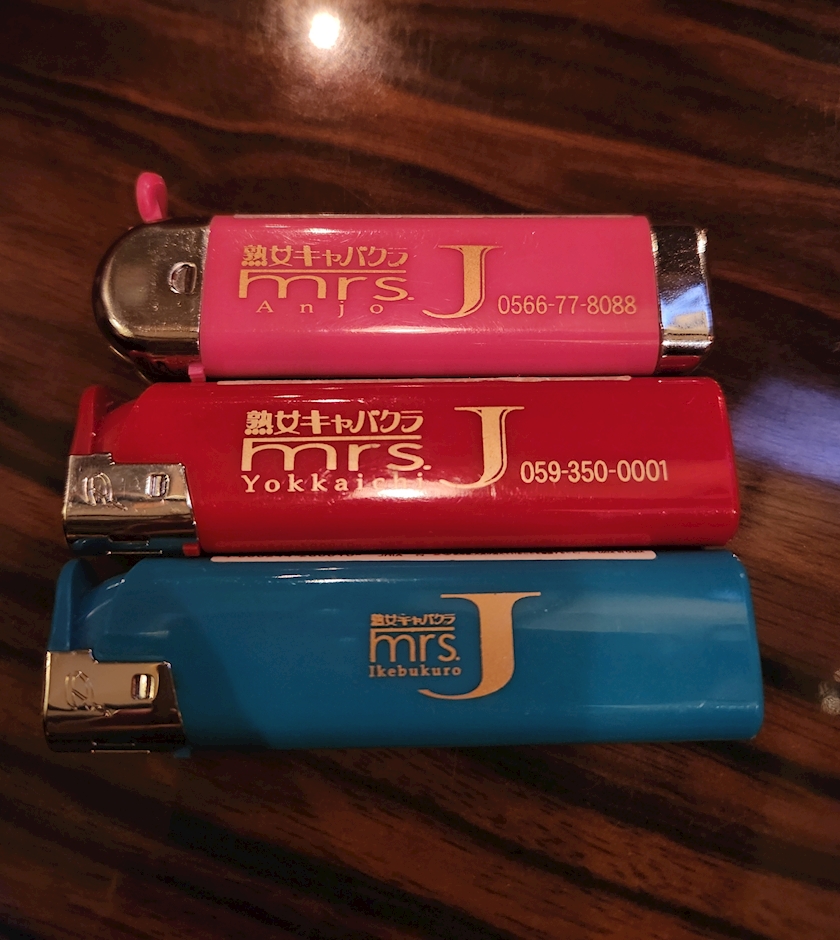 熟女キャバクラ
mrs. J
Anjo
0566-77-8088
熟女キャバクラ
mrs. J
Yokkaichi
059-350-0001
熟女キャバクラ
mrs. J
Ikebukuro